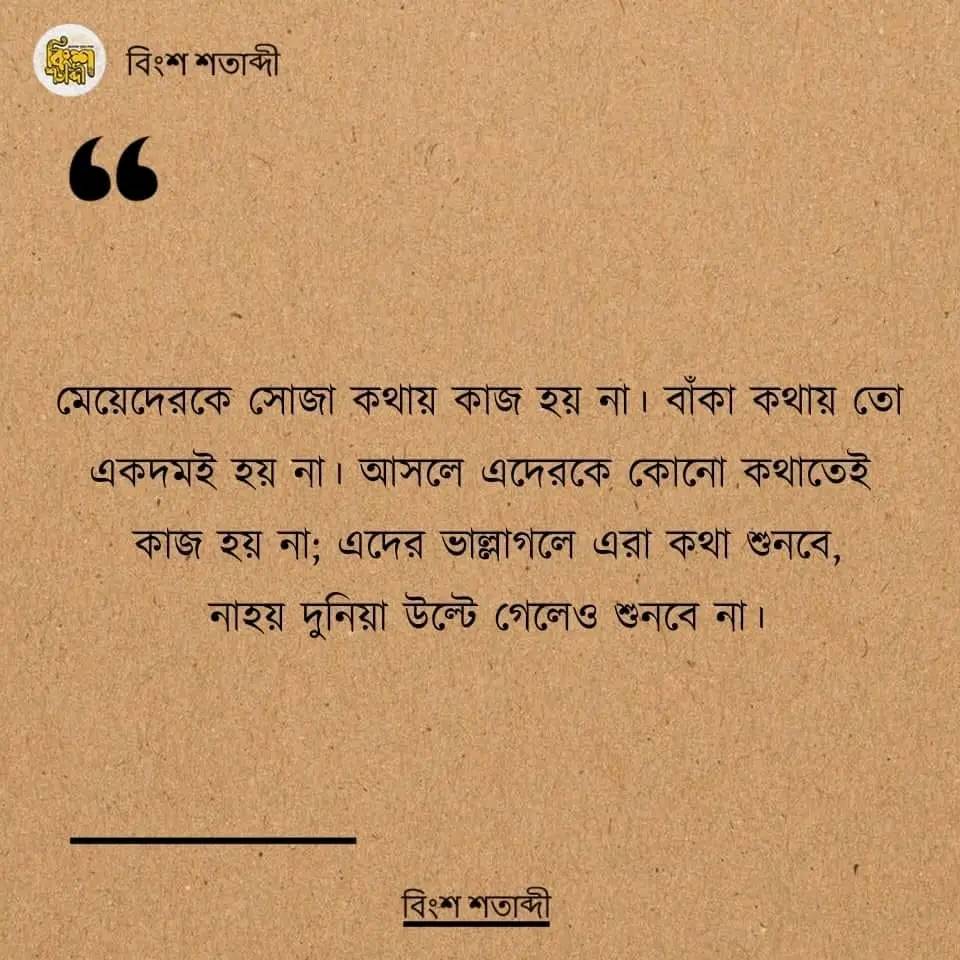 বিংশ শতাব্দী
বিংশ শতাব্দী
“
মেয়েদেরকে সোজা কথায় কাজ হয় না। বাঁকা কথায় তো
একদমই হয় না। আসলে এদেরকে কোনো কথাতেই
কাজ হয় না; এদের ভাল্লাগলে এরা কথা শুনবে,
নাহয় দুনিয়া উল্টে গেলেও শুনবে না।
বিংশ শতাব্দী